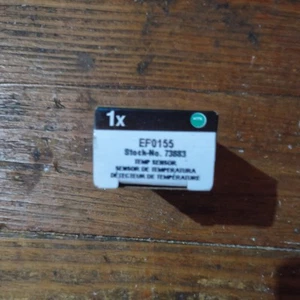 1x
EF0155
Stock-No. 73883
TEMP SENSOR
SENSOR DE TEMPERATURA
DÉTECTEUR DE TEMPÉRATURE